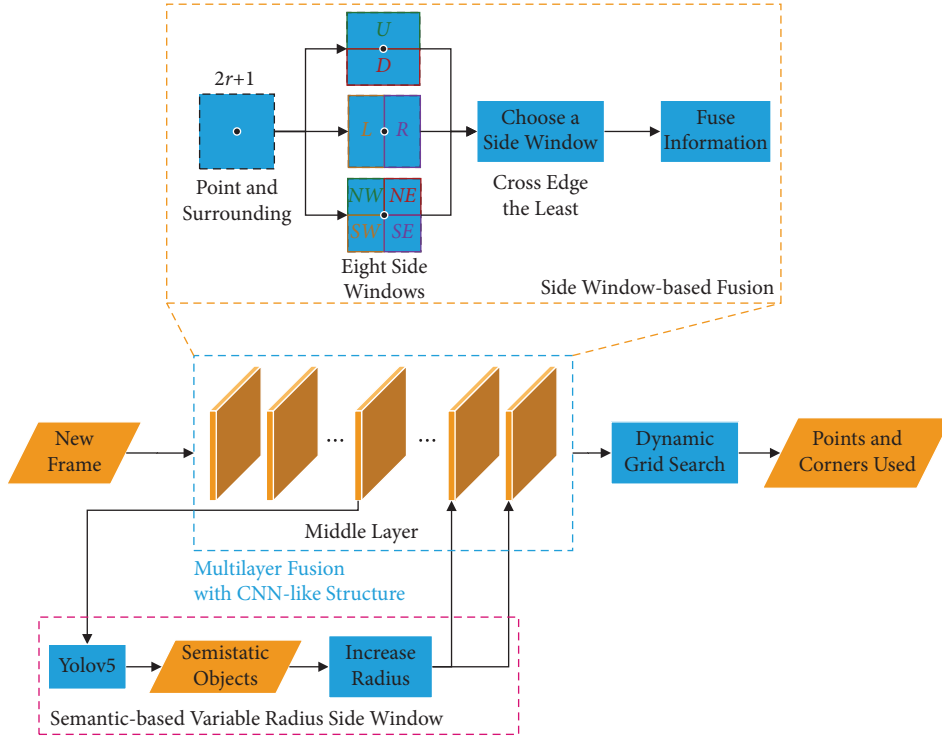 2r+1
Point and
Surrounding
U
D
L
R
NW
NE
SW
SE
Eight Side
Windows
Choose a
Side Window
Cross Edge
the Least
Fuse
Information
Side Window-based Fusion
New
Frame
...
...
Middle Layer
Dynamic
Grid Search
Points and
Corners Used
Multilayer Fusion
with CNN-like Structure
Yolov5
Semistatic
Objects
Increase
Radius
Semantic-based Variable Radius Side Window